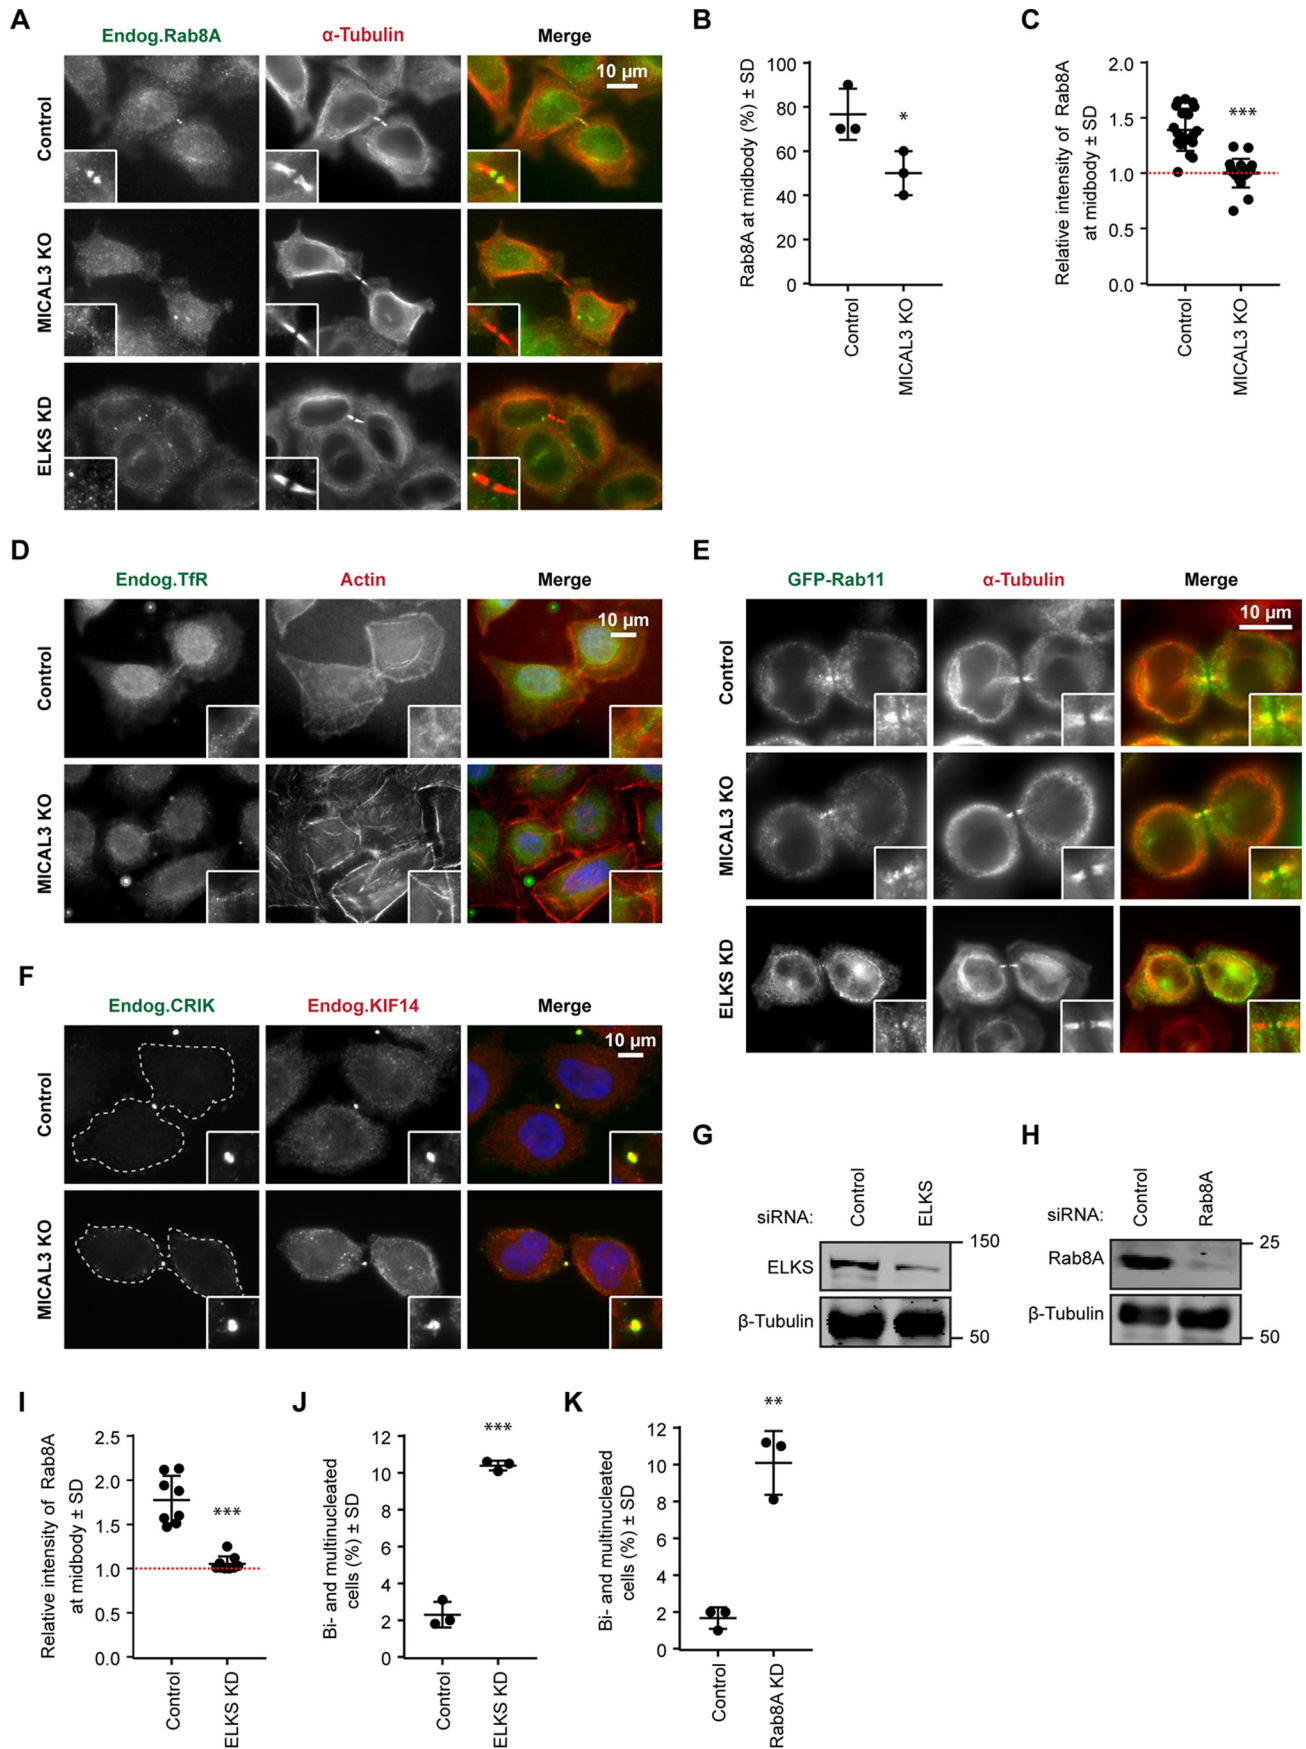 A
Endog.Rab8A
α-Tubulin
Merge
10 µm
Control
MICAL3 KO
ELKS KD
B
Rab8A at midbody (%) ± SD
100
80
60
40
20
0
*
Control
MICAL3 KO
C
Relative intensity of Rab8A
at midbody ± SD
2.0
1.5
1.0
0.5
0.0
***
Control
MICAL3 KO
D
Endog.TfR
Actin
Merge
10 µm
Control
MICAL3 KO
E
GFP-Rab11
α-Tubulin
Merge
10 µm
Control
MICAL3 KO
ELKS KD
F
Endog.CRIK
Endog.KIF14
Merge
10 µm
Control
MICAL3 KO
G
siRNA:
Control
ELKS
ELKS
150
β-Tubulin
50
H
siRNA:
Control
Rab8A
Rab8A
25
β-Tubulin
50
I
Relative intensity of Rab8A
at midbody ± SD
2.5
2.0
1.5
1.0
0.5
0.0
***
Control
ELKS KD
J
Bi- and multinucleated
cells (%) ± SD
12
10
8
6
4
2
0
***
Control
ELKS KD
K
Bi- and multinucleated
cells (%) ± SD
12
10
8
6
4
2
0
**
Control
Rab8A KD